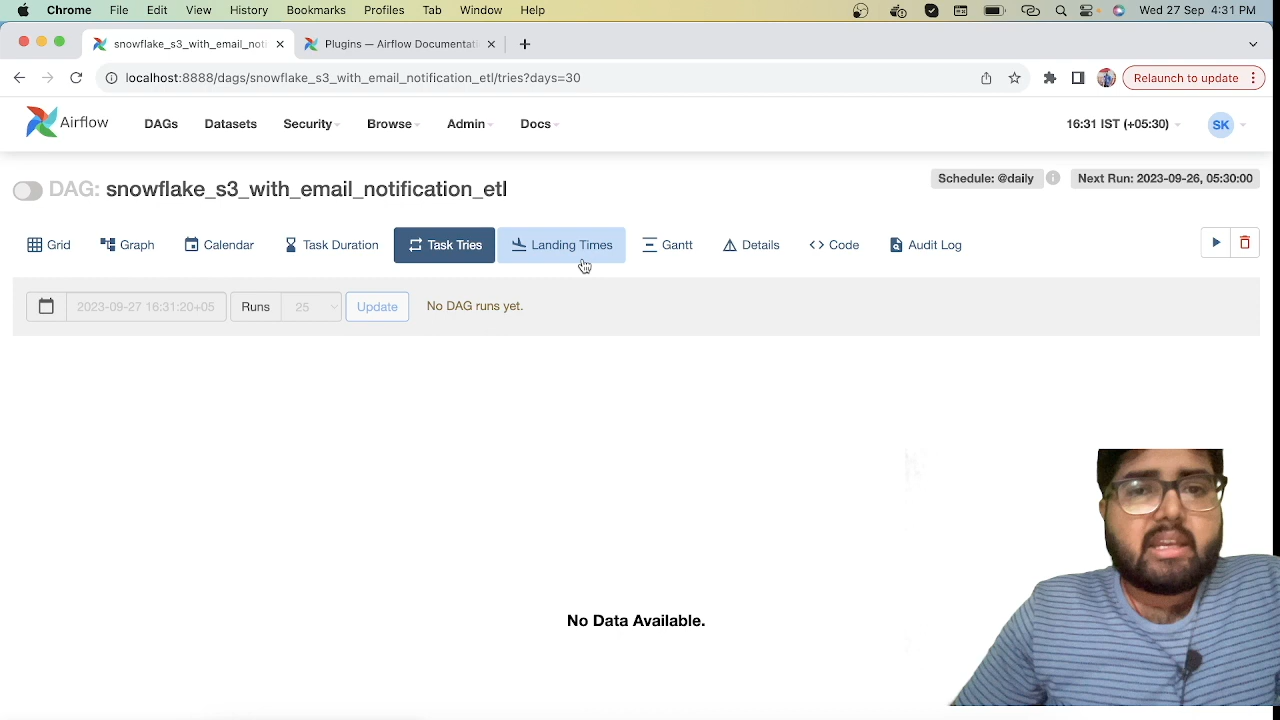 Chrome File Edit View History Bookmarks Profiles Tab Window Help Wed 27 Sep 4:31 PM
snowflake_s3_with_email_noti Plugins — Airflow Documentati
localhost:8888/dags/snowflake_s3_with_email_notification_etl/tries?days=30 Relaunch to update
Airflow DAGs Datasets Security Browse Admin Docs 16:31 IST (+05:30) SK
DAG: snowflake_s3_with_email_notification_etl Schedule: @daily Next Run: 2023-09-26, 05:30:00
Grid Graph Calendar Task Duration Task Tries Landing Times Gantt Details Code Audit Log
2023-09-27 16:31:20+05 Runs 25 Update No DAG runs yet.
No Data Available.